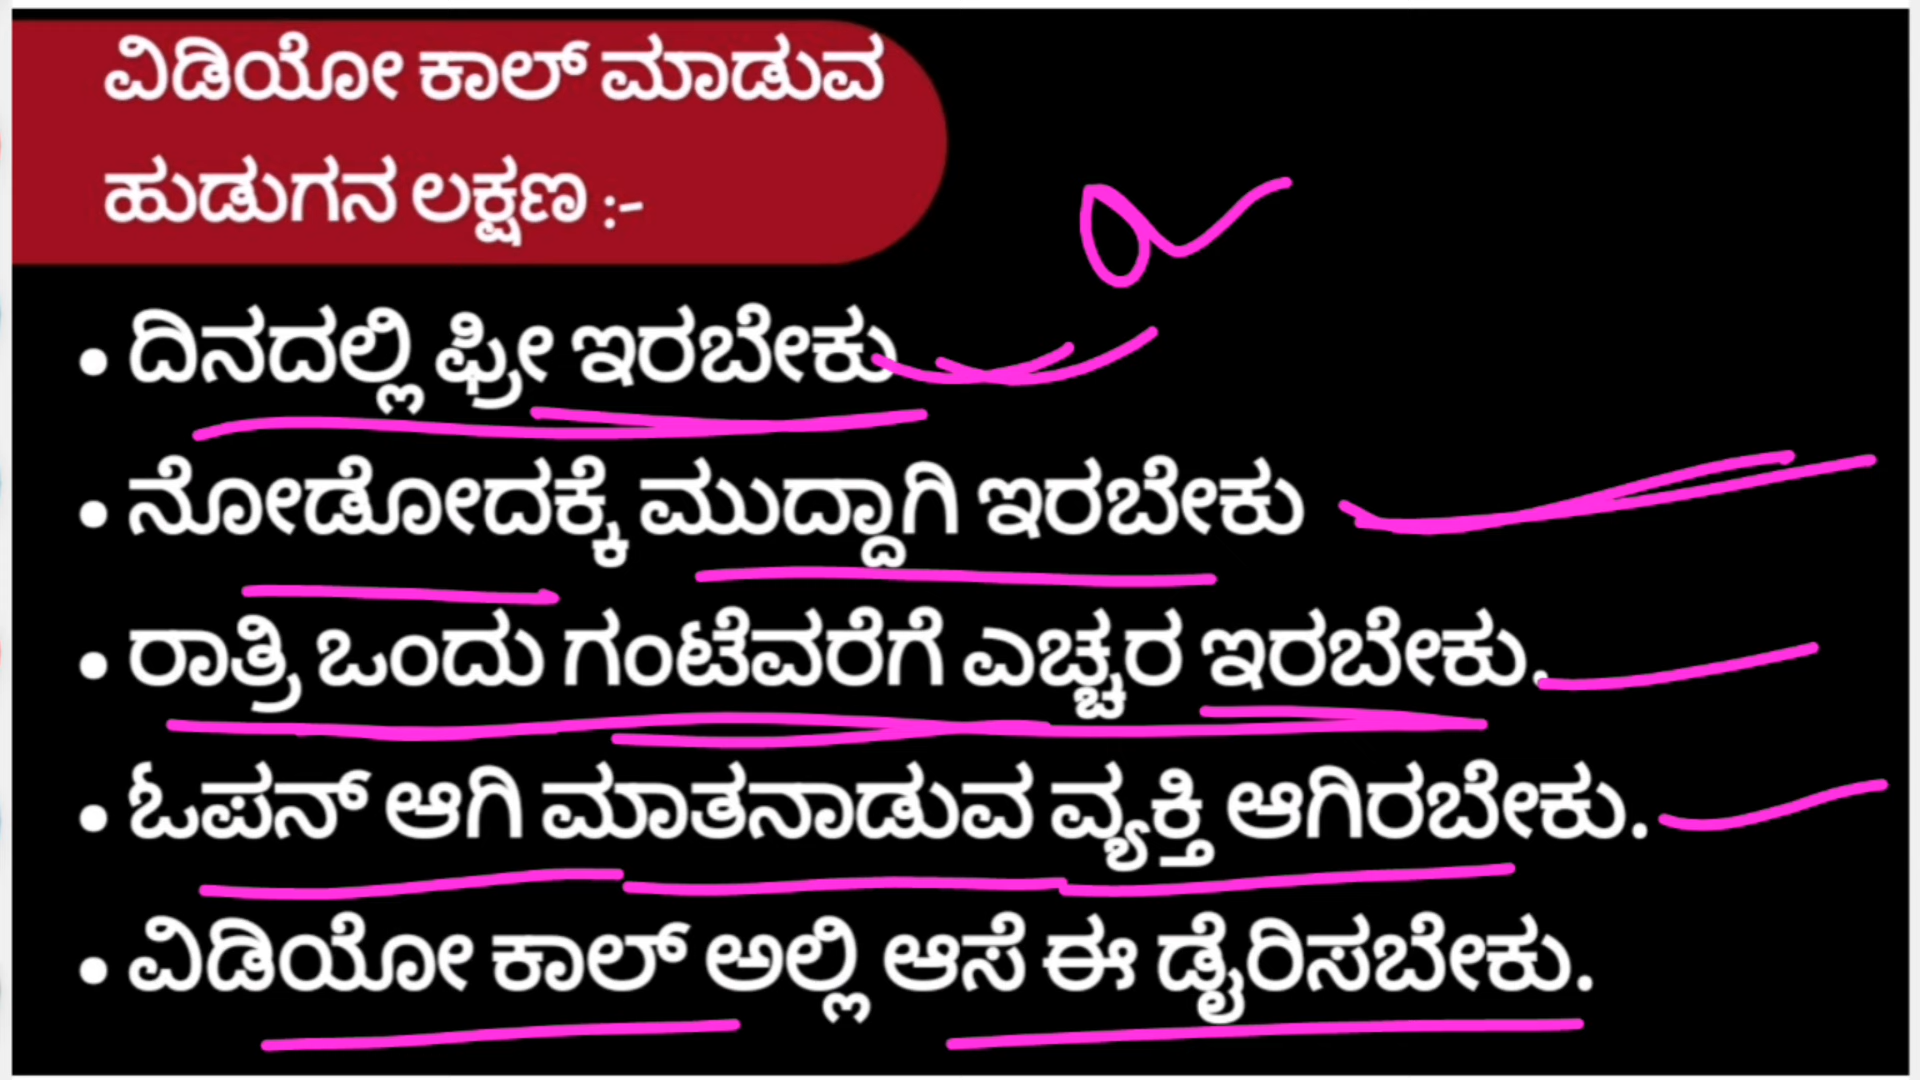 ವಿಡಿಯೋ ಕಾಲ್ ಮಾಡುವ
ಹುಡುಗನ ಲಕ್ಷಣ :-
• ದಿನದಲ್ಲಿ ಫ್ರೀ ಇರಬೇಕು
• ನೋಡೋದಕ್ಕೆ ಮುದ್ದಾಗಿ ಇರಬೇಕು
• ರಾತ್ರಿ ಒಂದು ಗಂಟೆವರೆಗೆ ಎಚ್ಚರ ಇರಬೇಕು.
• ಓಪನ್ ಆಗಿ ಮಾತನಾಡುವ ವ್ಯಕ್ತಿ ಆಗಿರಬೇಕು.
• ವಿಡಿಯೋ ಕಾಲ್ ಅಲ್ಲಿ ಆಸೆ ಈ ಡೈರಿಸಬೇಕು.